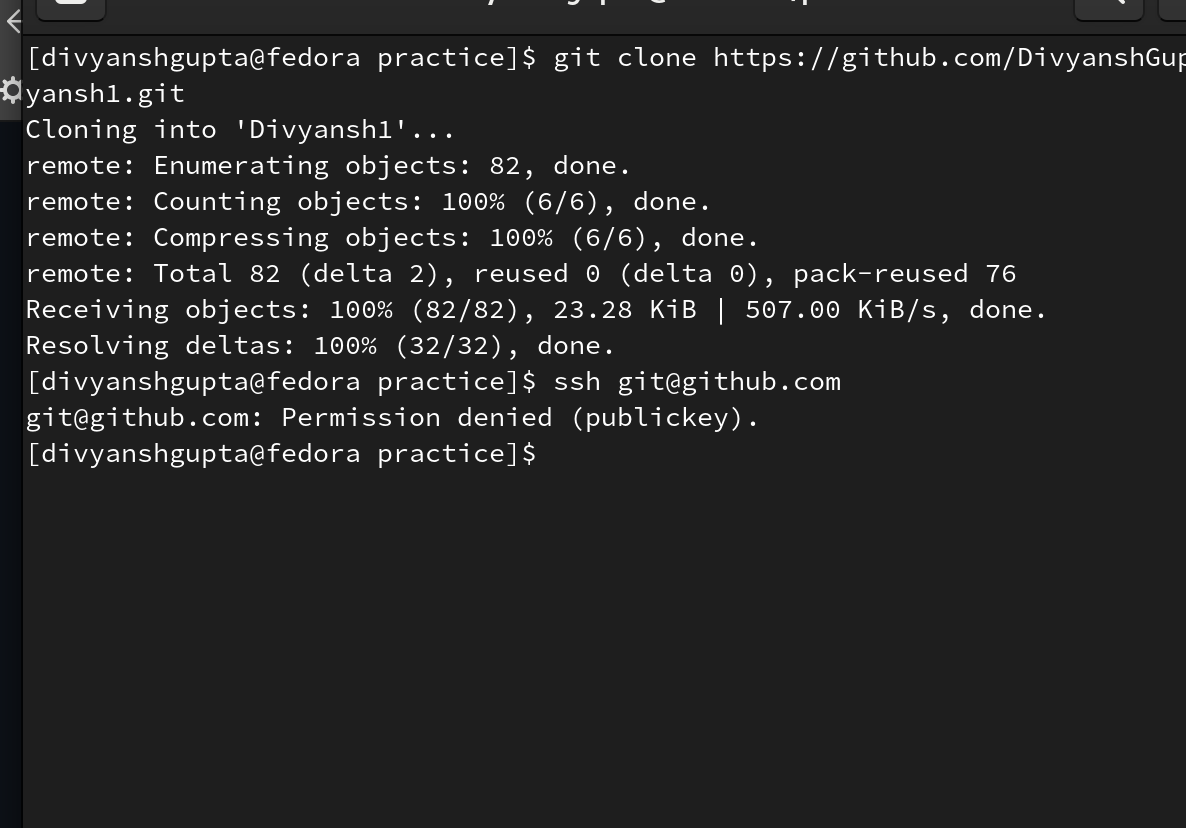 [divyanshgupta@fedora practice]$ git clone https://github.com/DivyanshGup
yansh1.git
Cloning into 'Divyansh1'...
remote: Enumerating objects: 82, done.
remote: Counting objects: 100% (6/6), done.
remote: Compressing objects: 100% (6/6), done.
remote: Total 82 (delta 2), reused 0 (delta 0), pack-reused 76
Receiving objects: 100% (82/82), 23.28 KiB | 507.00 KiB/s, done.
Resolving deltas: 100% (32/32), done.
[divyanshgupta@fedora practice]$ ssh git@github.com
git@github.com: Permission denied (publickey).
[divyanshgupta@fedora practice]$